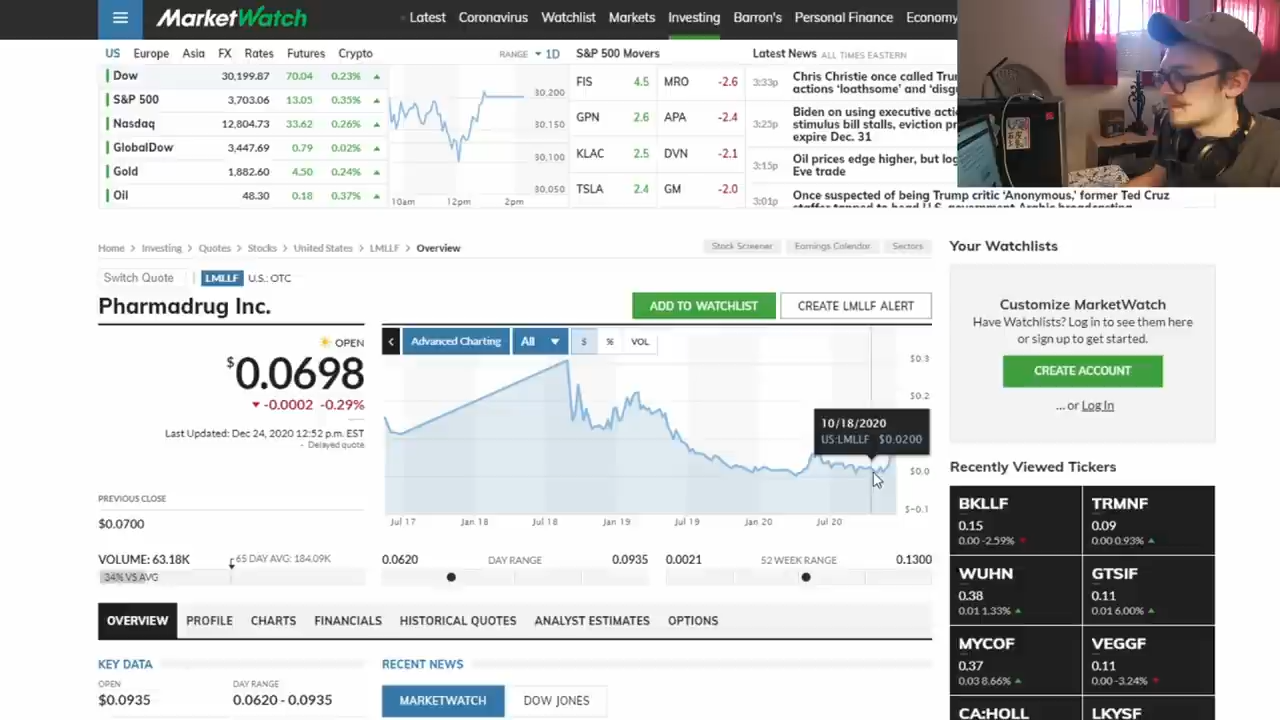 MarketWatch
Latest Coronavirus Watchlist Markets Investing Barron's Personal Finance Economy
US Europe Asia FX Rates Futures Crypto
RANGE 1D
S&P 500 Movers
Latest News ALL TIMES EASTERN
Dow 30,199.87 70.04 0.23%
S&P 500 3,703.06 13.05 0.35%
Nasdaq 12,804.73 33.62 0.26%
GlobalDow 3,447.69 0.79 0.02%
Gold 1,882.60 4.50 0.24%
Oil 48.30 0.18 0.37%
30,200
30,150
30,100
30,050
10am 12pm 2pm
FIS 4.5 MRO -2.6
GPN 2.6 APA -2.4
KLAC 2.5 DVN -2.1
TSLA 2.4 GM -2.0
3:33p Chris Christie once called Tru
actions 'loathsome' and 'disg
3:23p Biden on using executive acti
stimulus bill stalls, eviction pr
expire Dec. 31
3:15p Oil prices edge higher, but log
Eve trade
3:01p Once suspected of being Trump critic 'Anonymous,' former Ted Cruz
staffer tapped to head U.S. government Arabic broadcasting
Home > Investing > Quotes > Stocks > United States > LMLLF > Overview
Stock Screener Earnings Calendar Sectors
Switch Quote LMLLF U.S.: OTC
Pharmadrug Inc.
ADD TO WATCHLIST CREATE LMLLF ALERT
OPEN
$0.0698
-0.0002 -0.29%
Last Updated: Dec 24, 2020 12:52 p.m. EST
Delayed quote
PREVIOUS CLOSE
$0.0700
VOLUME: 63.18K 65 DAY AVG: 184.09K
34% VS AVG
Advanced Charting All $ % VOL
$0.3
$0.2
$0.0
$-0.1
10/18/2020
US:LMLLF $0.0200
Jul 17 Jan 18 Jul 18 Jan 19 Jul 19 Jan 20 Jul 20
0.0620 DAY RANGE 0.0935
0.0021 52 WEEK RANGE 0.1300
OVERVIEW PROFILE CHARTS FINANCIALS HISTORICAL QUOTES ANALYST ESTIMATES OPTIONS
KEY DATA
OPEN
$0.0935
DAY RANGE
0.0620 - 0.0935
RECENT NEWS
MARKETWATCH DOW JONES
Your Watchlists
Customize MarketWatch
Have Watchlists? Log in to see them here
or sign up to get started.
CREATE ACCOUNT
... or Log In
Recently Viewed Tickers
BKLLF
0.15
0.00 -2.59%
TRMNF
0.09
0.00 0.93%
WUHN
0.38
0.01 1.33%
GTSIF
0.11
0.01 6.00%
MYCOF
0.37
0.03 8.66%
VEGGF
0.11
0.00 -3.24%
CA:HOLL
LKYSF